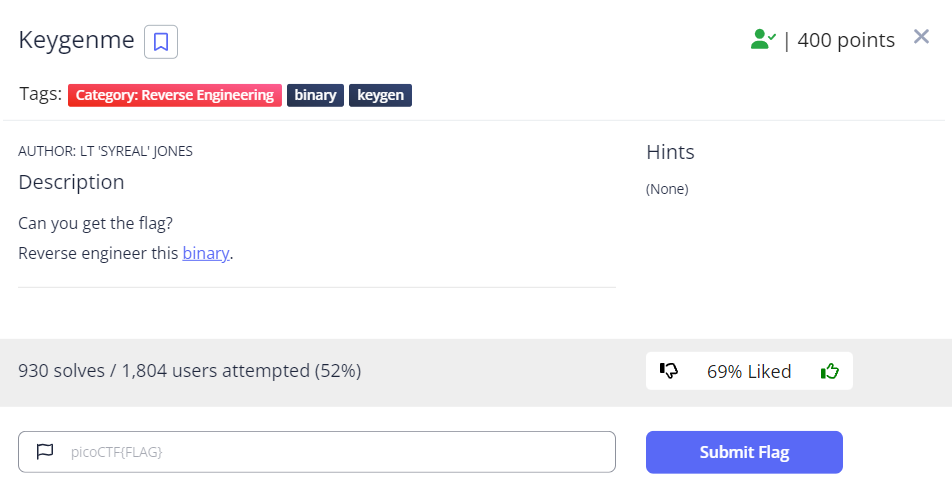 Keygenme
| 400 points
Tags: Category: Reverse Engineering binary keygen
AUTHOR: LT 'SYREAL' JONES
Description
Can you get the flag?
Reverse engineer this binary.
Hints
(None)
930 solves / 1,804 users attempted (52%)
69% Liked
picoCTF{FLAG}
Submit Flag